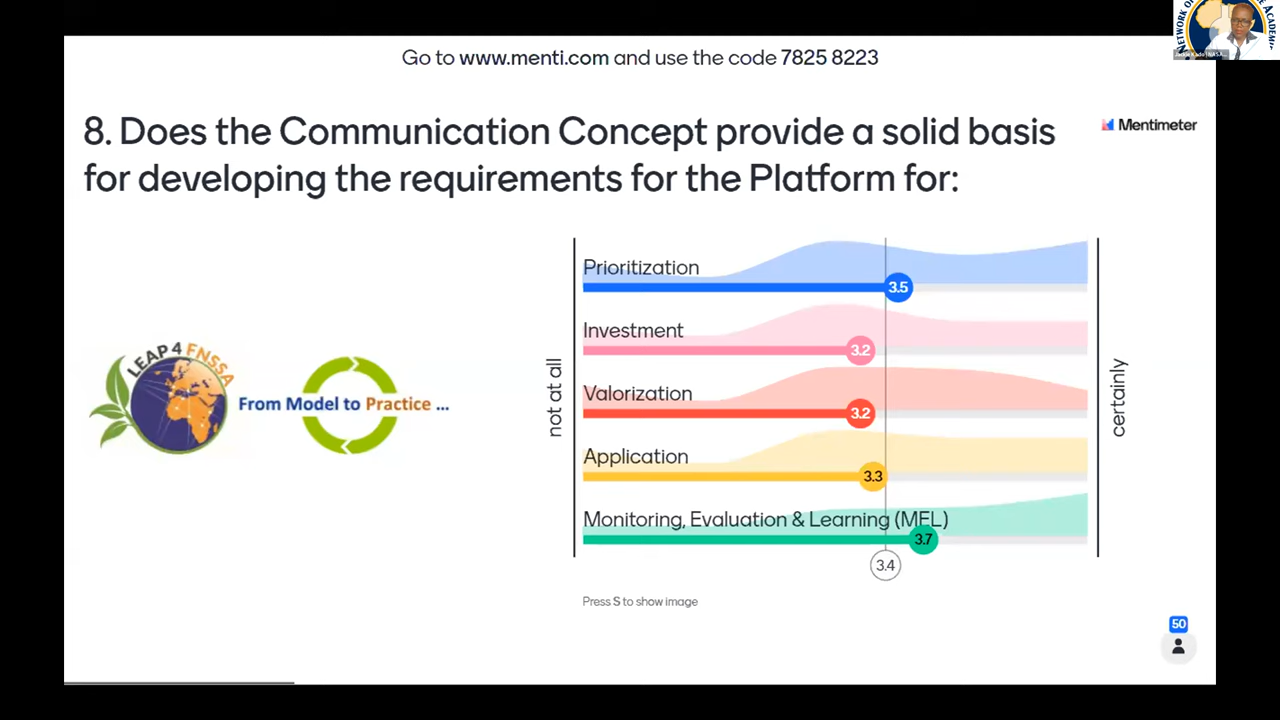 Go to www.menti.com and use the code 7825 8223
NETWORK OF
ACADEM
8. Does the Communication Concept provide a solid basis
for developing the requirements for the Platform for:
Mentimeter
not at all
certainly
Prioritization
3.5
Investment
3.2
Valorization
3.2
Application
3.3
Monitoring, Evaluation & Learning (MEL)
3.7
3.4
LEAP 4 FNSSA
From Model to Practice ...
Press S to show image
50